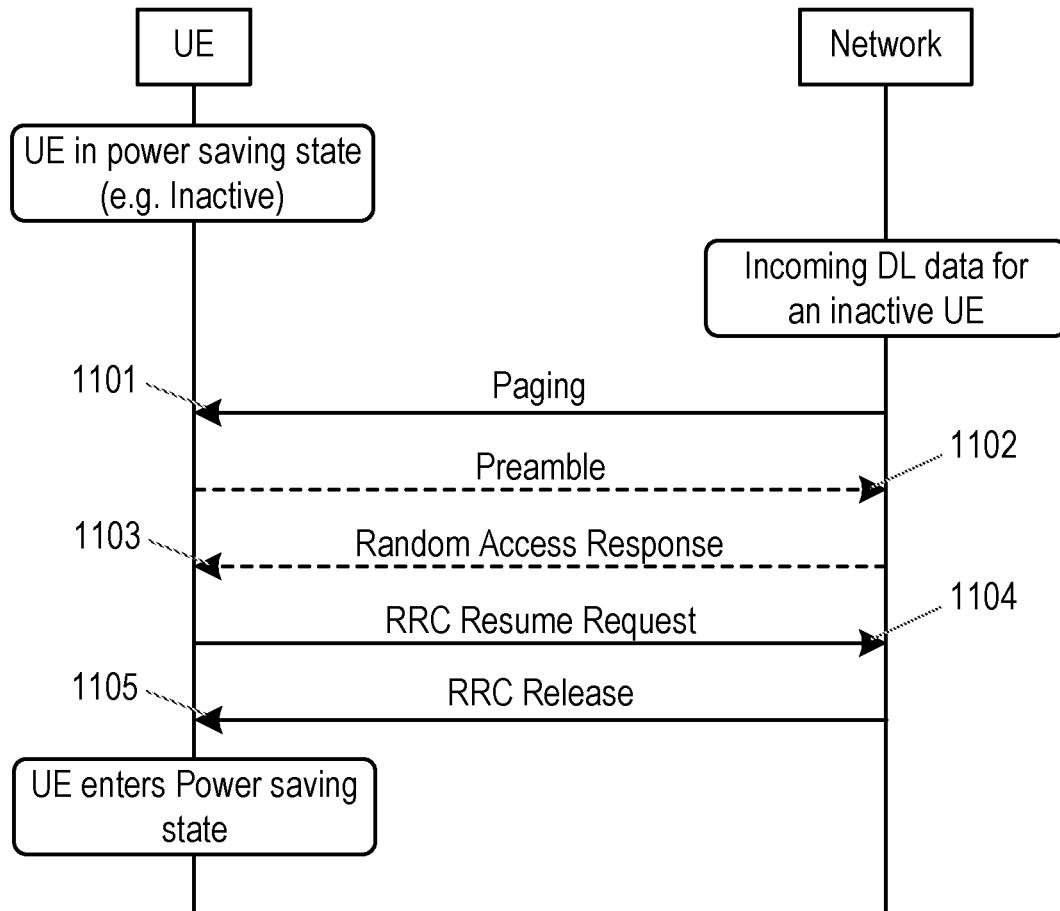 UE
Network
UE in power saving state
(e.g. Inactive)
Incoming DL data for
an inactive UE
1101
Paging
1102
Preamble
1103
Random Access Response
1104
RRC Resume Request
1105
RRC Release
UE enters Power saving
state